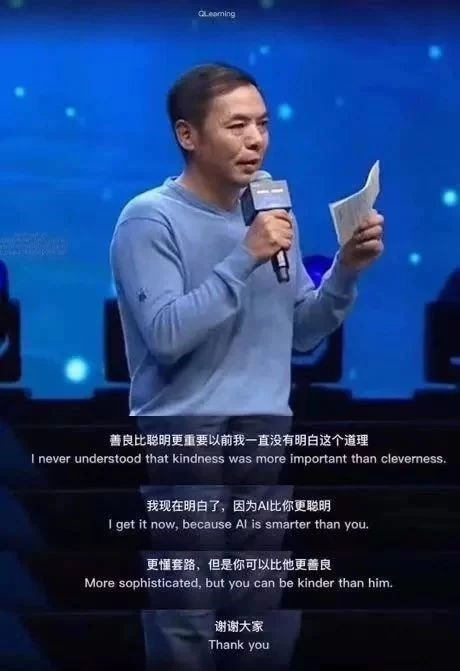 QLearning
善良比聪明更重要以前我一直没有明白这个道理
I never understood that kindness was more important than cleverness.
我现在明白了，因为AI比你更聪明
I get it now, because AI is smarter than you.
更懂套路，但是你可以比他更善良
More sophisticated, but you can be kinder than him.
谢谢大家
Thank you